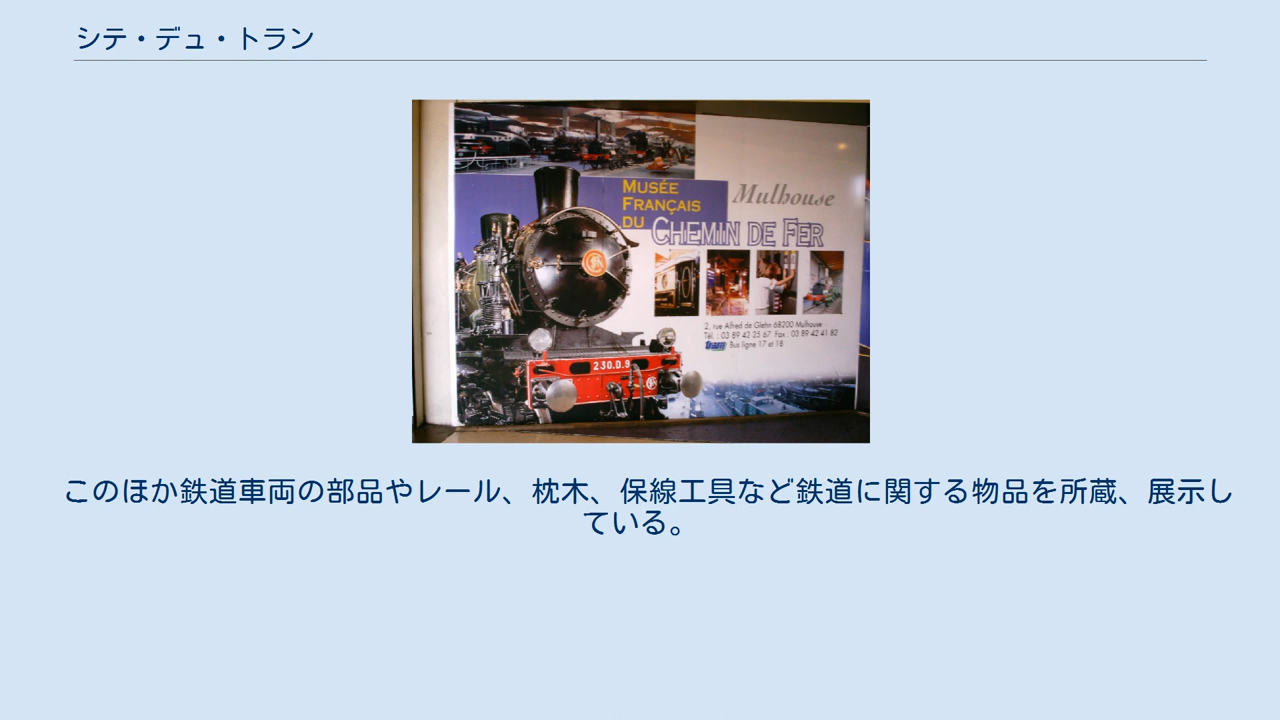 シテ・デュ・トラン
MUSÉE
FRANÇAIS
DU CHEMIN DE FER
Mulhouse
2, rue Alfred de Glehn 68200 Mulhouse
Tél. : 03 89 42 25 67 Fax : 03 89 42 41 82
Bus ligne 17 et 18
230.D.9
このほか鉄道車両の部品やレール、枕木、保線工具など鉄道に関する物品を所蔵、展示し
ている。